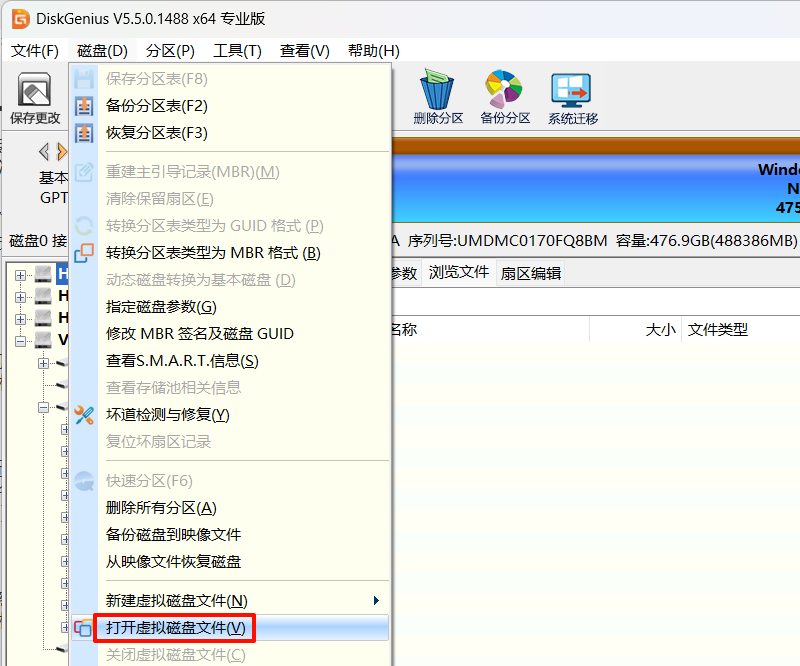 DiskGenius V5.5.0.1488 x64 专业版
文件(F) 磁盘(D) 分区(P) 工具(T) 查看(V) 帮助(H)
保存更改
删除分区 备份分区 系统迁移
保存分区表(F8)
备份分区表(F2)
恢复分区表(F3)
重建主引导记录(MBR)(M)
清除保留扇区(E)
转换分区表类型为 GUID 格式 (P)
转换分区表类型为 MBR 格式 (B)
动态磁盘转换为基本磁盘 (D)
指定磁盘参数(G)
修改 MBR 签名及磁盘 GUID
查看S.M.A.R.T.信息(S)
查看存储池相关信息
坏道检测与修复(Y)
复位坏扇区记录
快速分区(F6)
删除所有分区(A)
备份磁盘到映像文件
从映像文件恢复磁盘
新建虚拟磁盘文件(N)
打开虚拟磁盘文件(V)
关闭虚拟磁盘文件(C)
基本
GPT
Windo
N
475
磁盘0 接
A 序列号:UMDMC0170FQ8BM 容量:476.9GB(488386MB)
参数 浏览文件 扇区编辑
名称 大小 文件类型
H
H
H
V